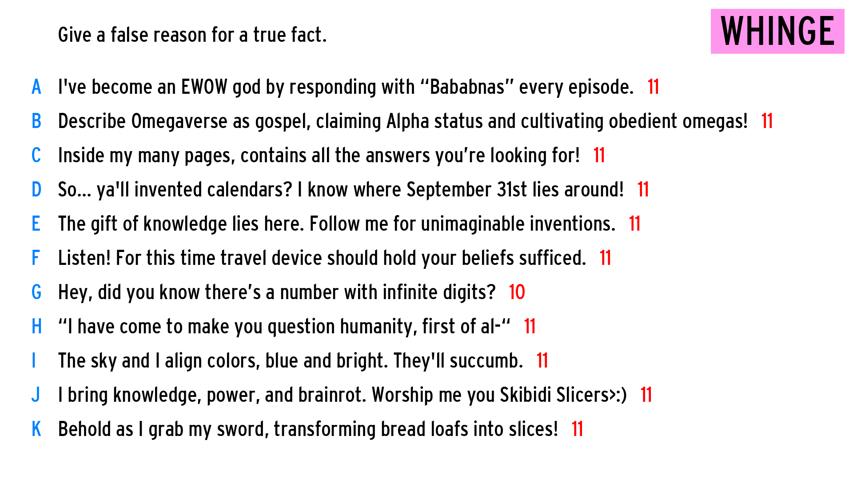 Give a false reason for a true fact.
WHINGE
A I've become an EWOW god by responding with “Bababnas” every episode. 11
B Describe Omegaverse as gospel, claiming Alpha status and cultivating obedient omegas! 11
C Inside my many pages, contains all the answers you’re looking for! 11
D So... ya'll invented calendars? I know where September 31st lies around! 11
E The gift of knowledge lies here. Follow me for unimaginable inventions. 11
F Listen! For this time travel device should hold your beliefs sufficed. 11
G Hey, did you know there’s a number with infinite digits? 10
H “I have come to make you question humanity, first of al-“ 11
I The sky and I align colors, blue and bright. They'll succumb. 11
J I bring knowledge, power, and brainrot. Worship me you Skibidi Slicers>:) 11
K Behold as I grab my sword, transforming bread loafs into slices! 11